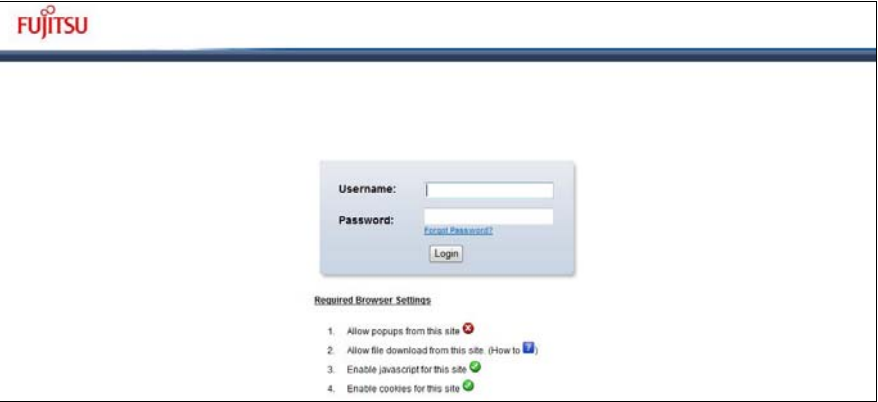 FUJITSU
Username:
Password:
Forgot Password?
Login
Required Browser Settings
1. Allow popups from this site
2. Allow file download from this site. (How to ?)
3. Enable javascript for this site
4. Enable cookies for this site